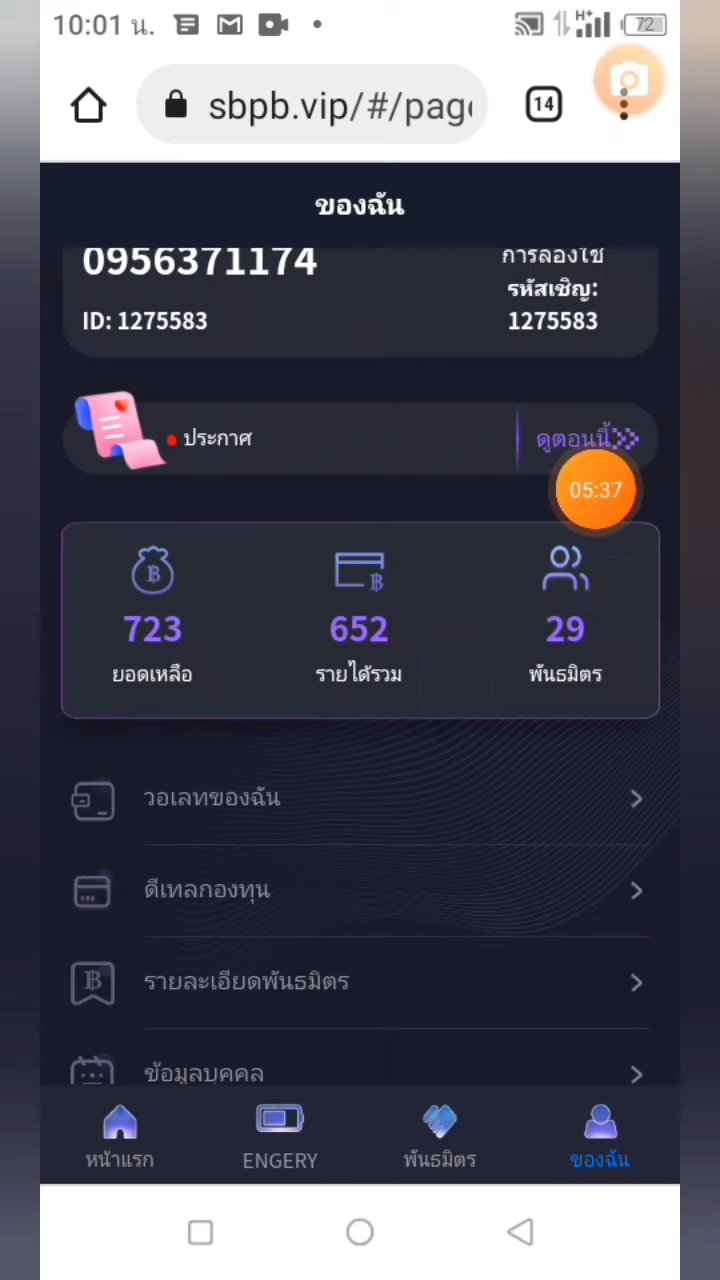 10:01 น.
H+
72
sbpb.vip/#/page
14
ของฉัน
0956371174
การลองใช้
รหัสเชิญ:
ID: 1275583
1275583
ประกาศ
ดูตอนนี้
05:37
723
652
29
ยอดเหลือ
รายได้รวม
พันธมิตร
วอเลทของฉัน
ดีเทลกองทุน
รายละเอียดพันธมิตร
ข้อมูลบุคคล
หน้าแรก
ENGERY
พันธมิตร
ของฉัน